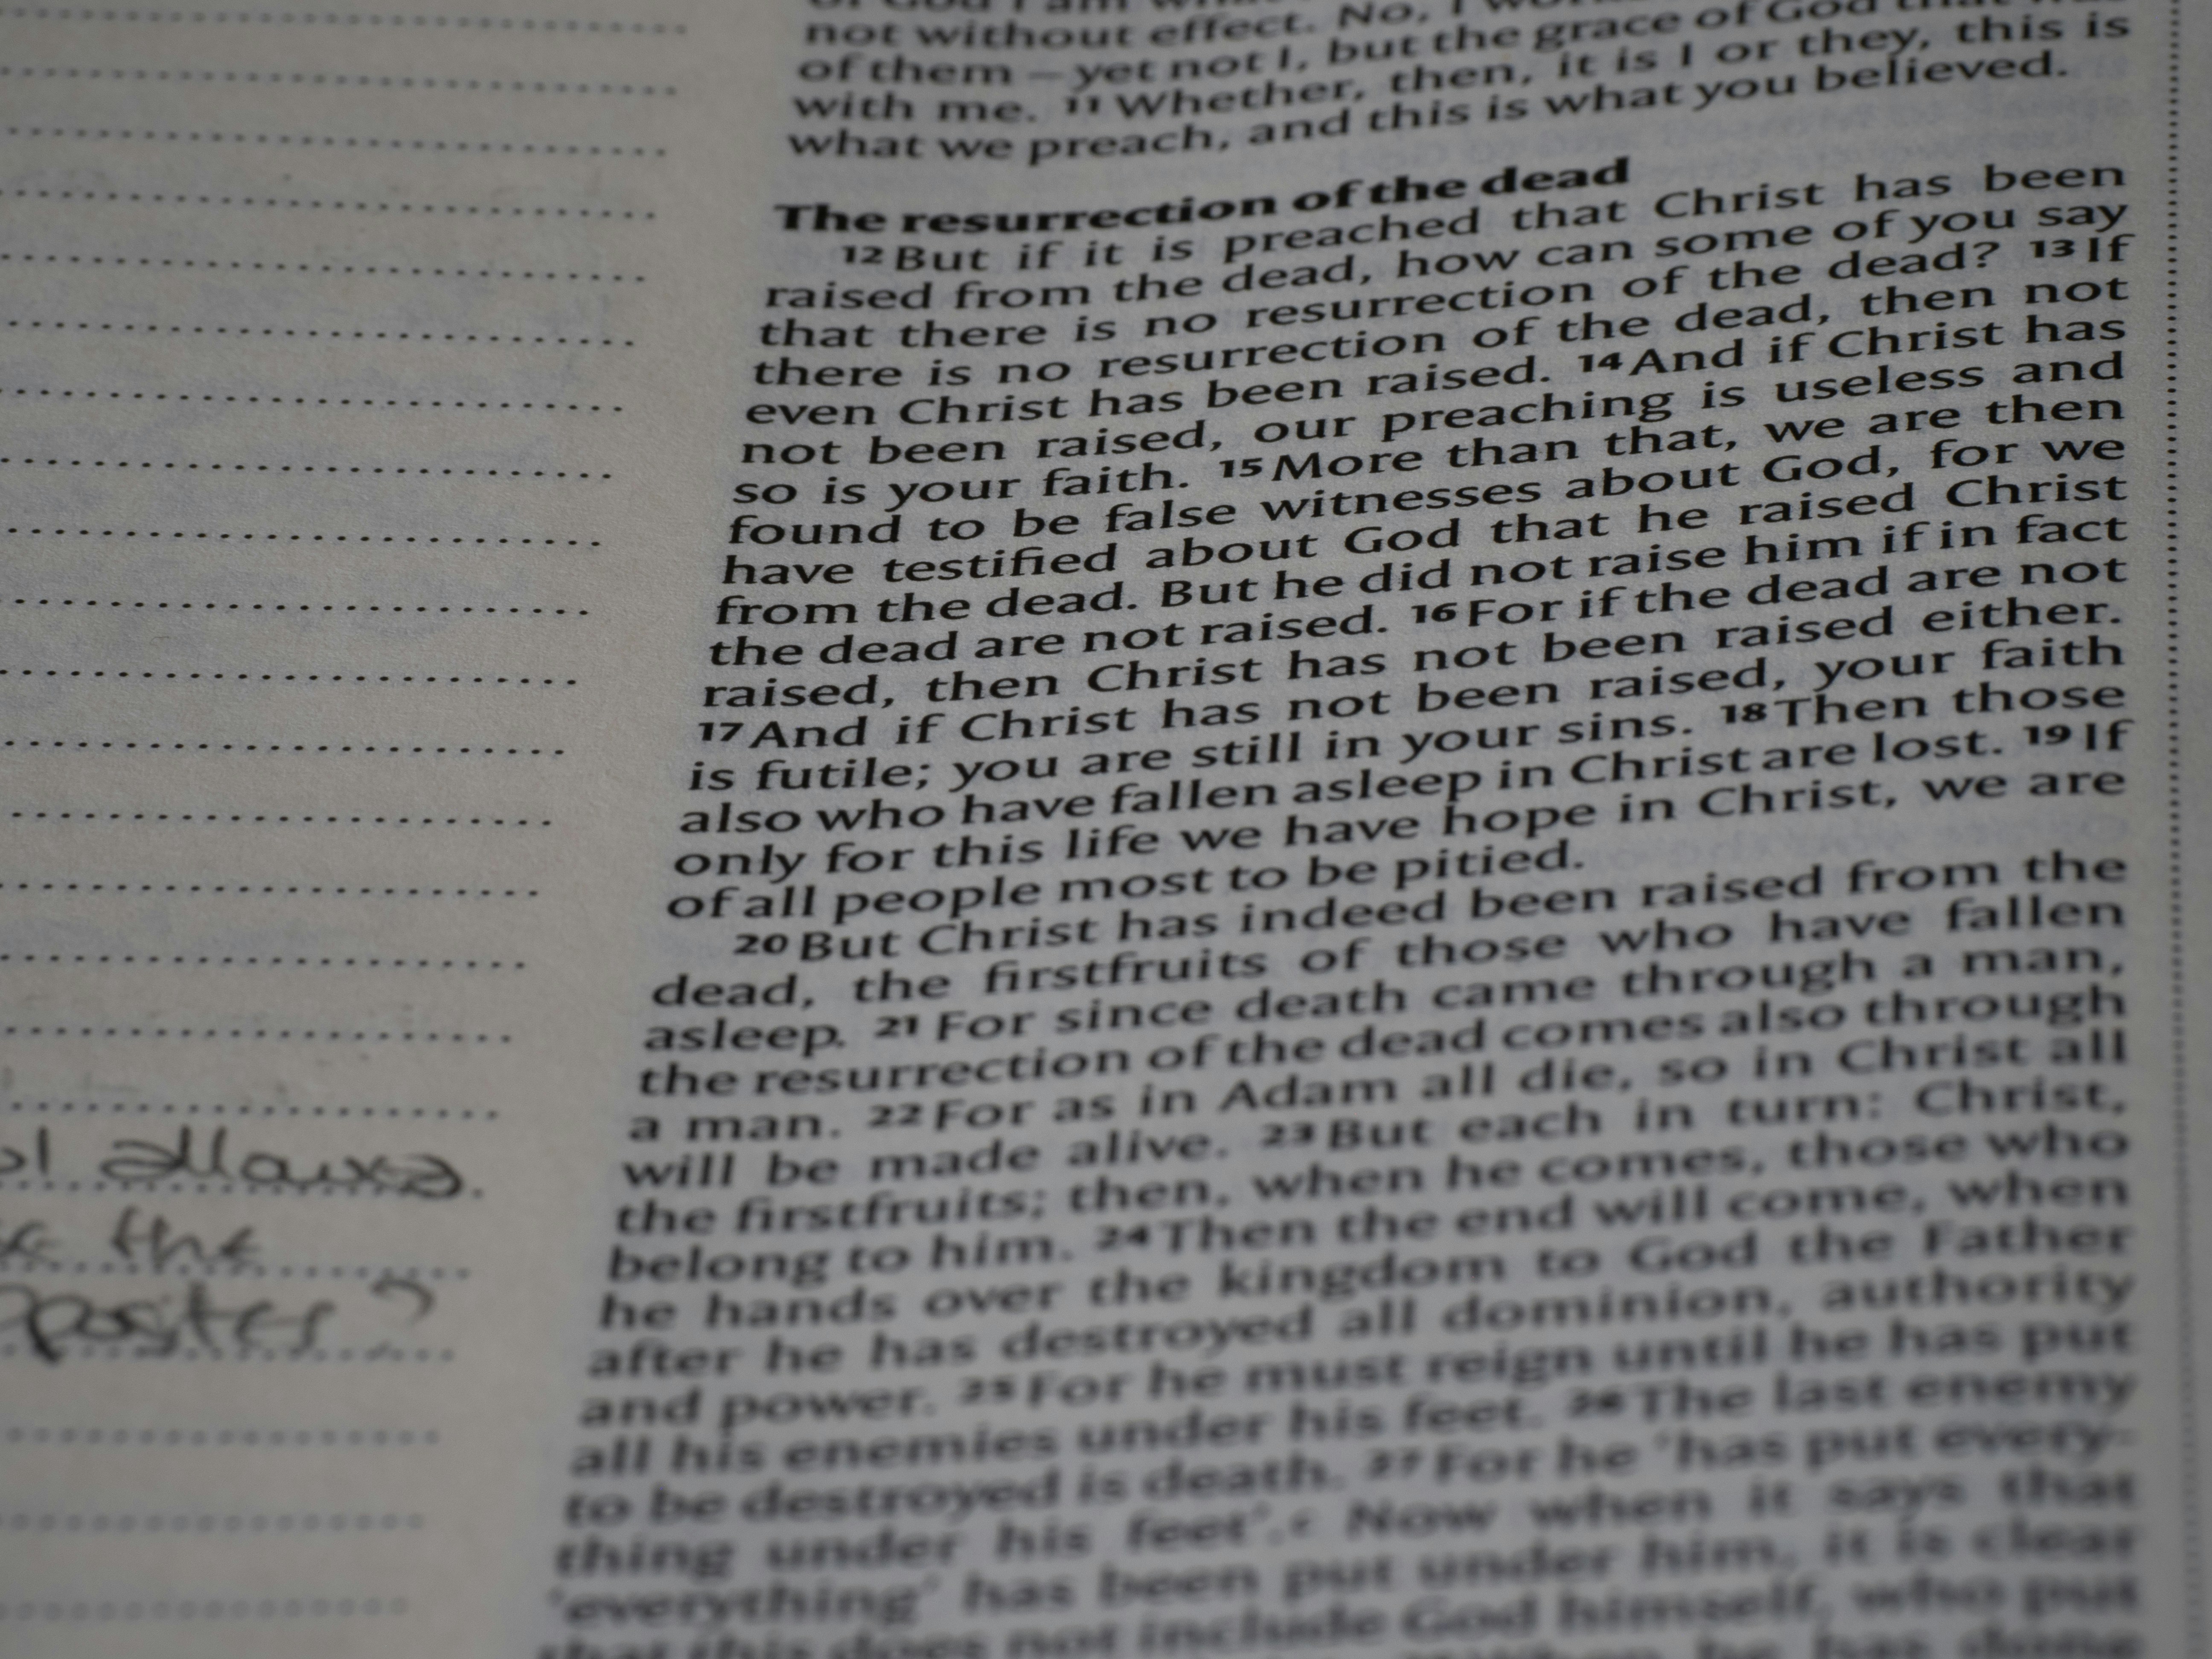 not without effect. No, I
of them – yet not I, but the grace of God that was
with me. 11 Whether, then, it is I or they, this is
what we preach, and this is what you believed.
The resurrection of the dead
12 But if it is preached that Christ has been
raised from the dead, how can some of you say
that there is no resurrection of the dead? 13 If
there is no resurrection of the dead, then not
even Christ has been raised. 14 And if Christ has
not been raised, our preaching is useless and
so is your faith. 15 More than that, we are then
found to be false witnesses about God, for we
have testified about God that he raised Christ
from the dead. But he did not raise him if in fact
the dead are not raised. 16 For if the dead are not
raised, then Christ has not been raised either.
17 And if Christ has not been raised, your faith
is futile; you are still in your sins. 18 Then those
also who have fallen asleep in Christ are lost. 19 If
only for this life we have hope in Christ, we are
of all people most to be pitied.
20 But Christ has indeed been raised from the
dead, the firstfruits of those who have fallen
asleep. 21 For since death came through a man,
the resurrection of the dead comes also through
a man. 22 For as in Adam all die, so in Christ all
will be made alive. 23 But each in turn: Christ,
the firstfruits; then, when he comes, those who
belong to him. 24 Then the end will come, when
he hands over the kingdom to God the Father
after he has destroyed all dominion, authority
and power. 25 For he must reign until he has put
all his enemies under his feet. 26 The last enemy
to be destroyed is death. 27 For he 'has put every-
thing under his feet'.c Now when it says that
'everything' has been put under him, it is clear
that this does not include God himself, who put
he has done
the